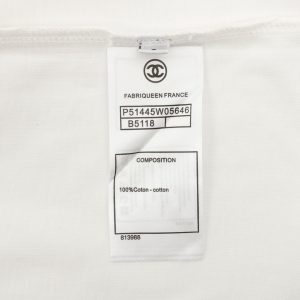 FABRIQUEEN FRANCE
P51445W05646
B5118
COMPOSITION
100%Coton - cotton
813988